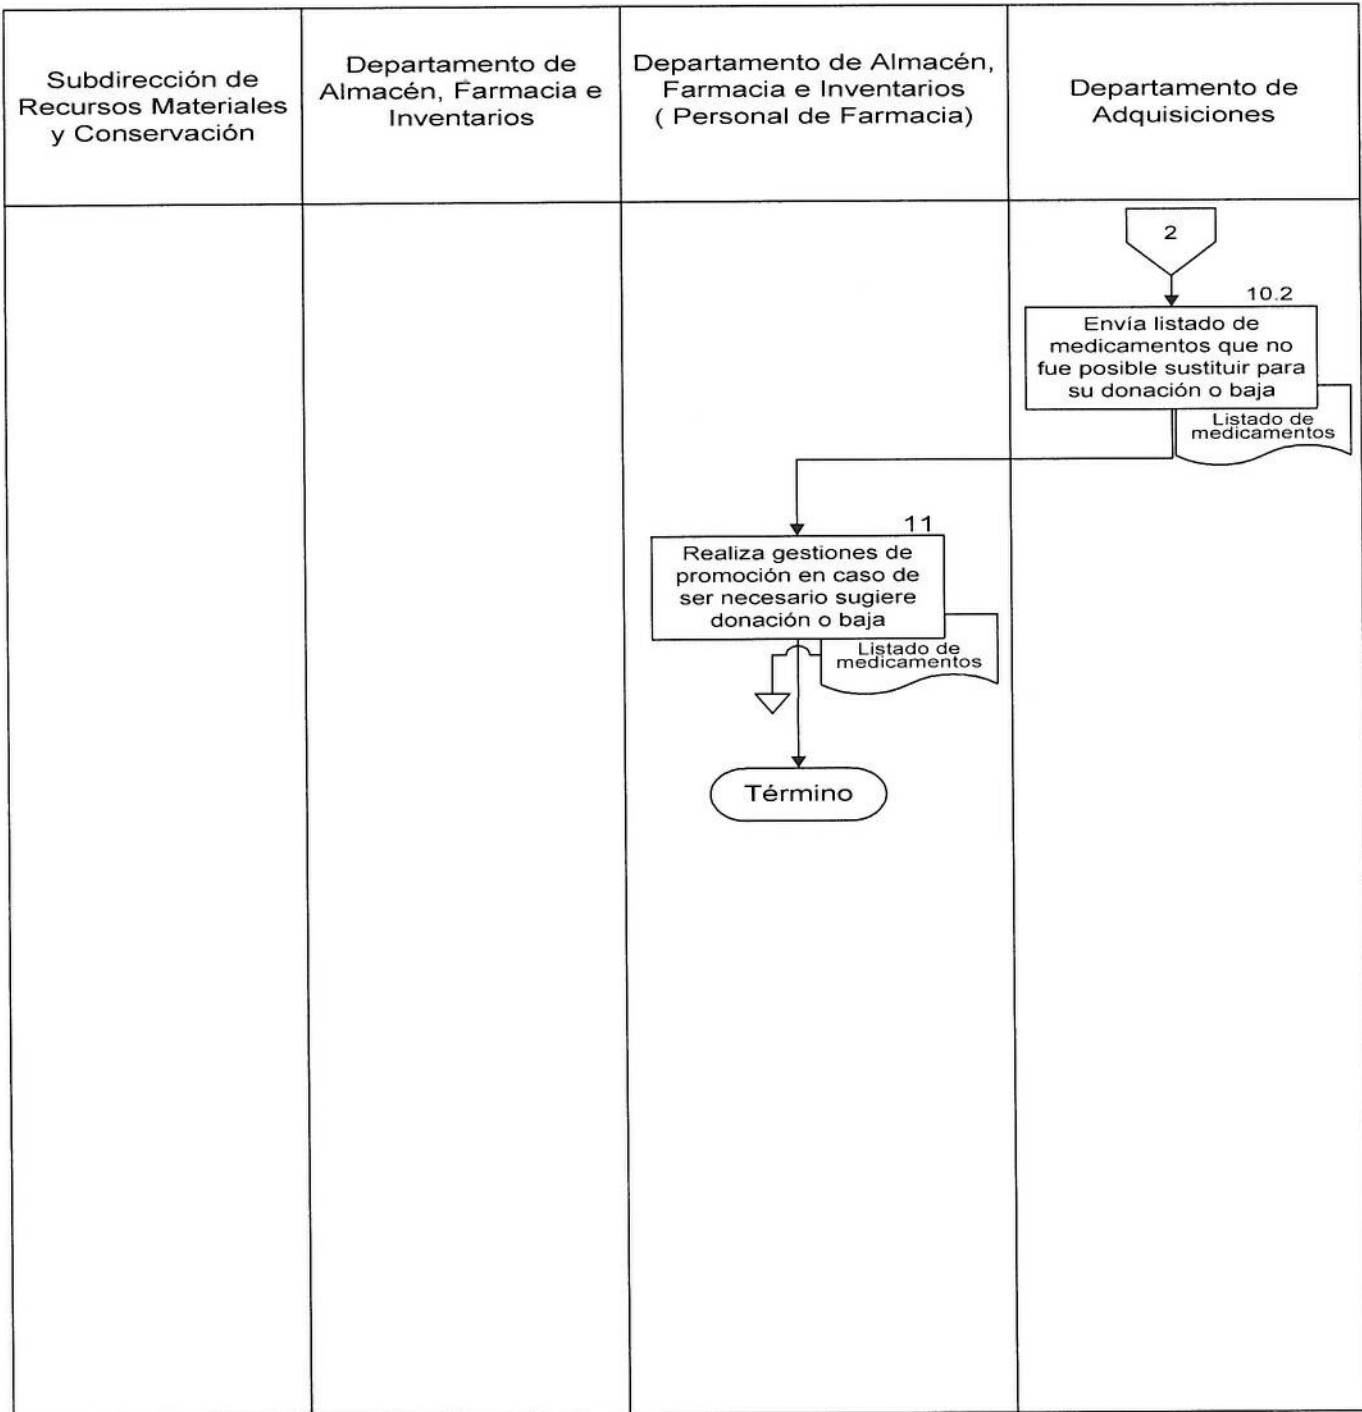 Subdirección de
Recursos Materiales
y Conservación
Departamento de
Almacén, Farmacia e
Inventarios
Departamento de Almacén,
Farmacia e Inventarios
( Personal de Farmacia)
Departamento de
Adquisiciones
2
10.2
Envía listado de
medicamentos que no
fue posible sustituir para
su donación o baja
Listado de
medicamentos
11
Realiza gestiones de
promoción en caso de
ser necesario sugiere
donación o baja
Listado de
medicamentos
Término